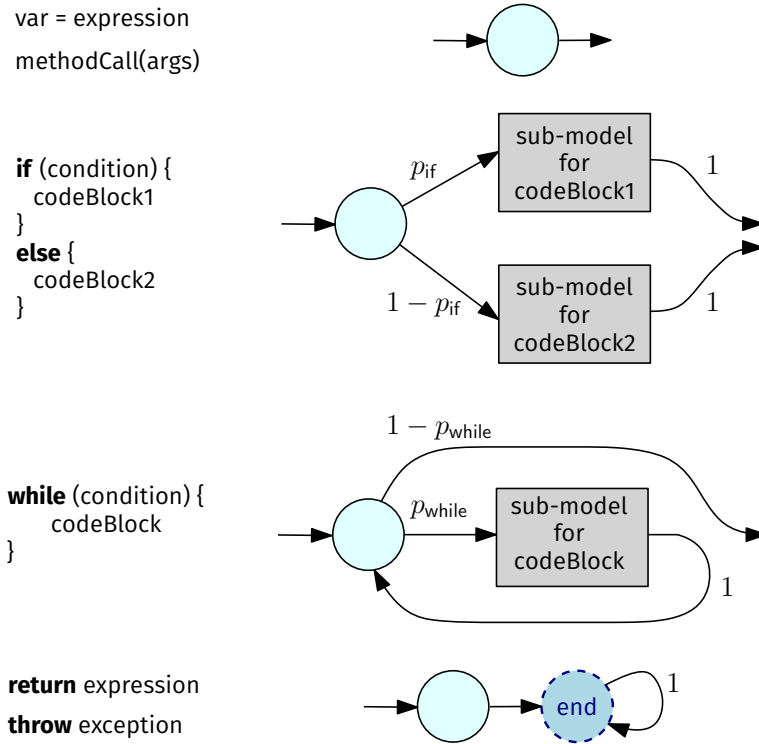 var = expression
methodCall(args)
if (condition) {
codeBlock1
}
else {
codeBlock2
}
p_if
1 − p_if
sub-model
for
codeBlock1
1
sub-model
for
codeBlock2
1
while (condition) {
codeBlock
}
1 − p_while
p_while
sub-model
for
codeBlock
1
return expression
throw exception
end
1